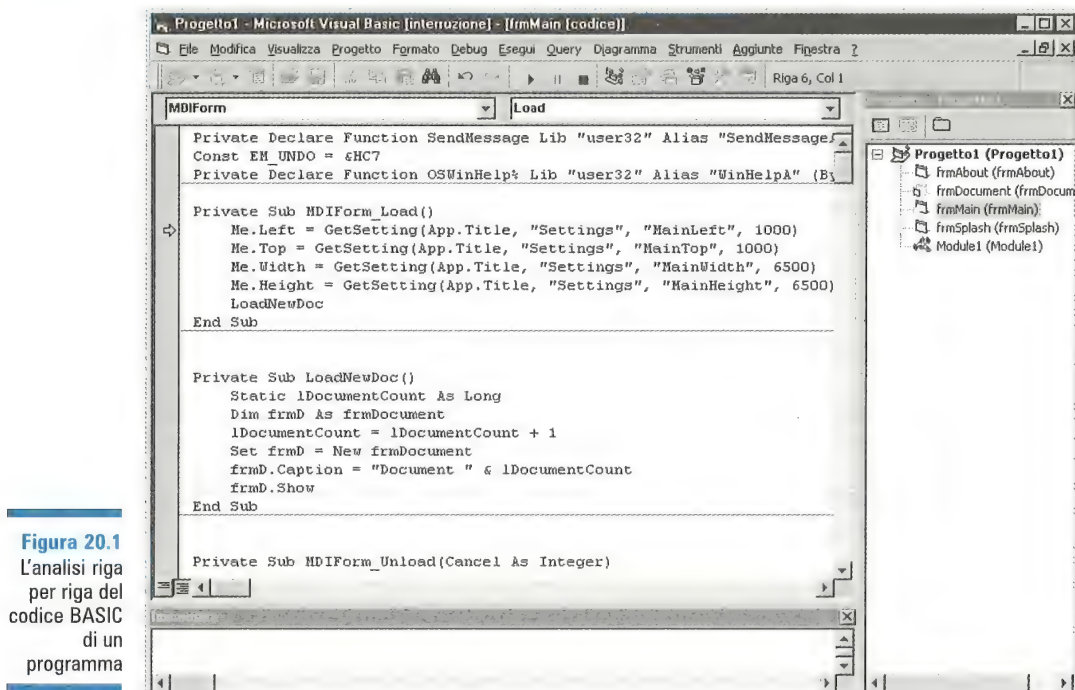 Progetto1 - Microsoft Visual Basic [interruzione] - [frmMain (codice)]
File Modifica Visualizza Progetto Formato Debug Esegui Query Diagramma Strumenti Aggiunte Finestra ?
Riga 6, Col 1
MDIForm Load
Private Declare Function SendMessage Lib "user32" Alias "SendMessage
Const EM_UNDO = &HC7
Private Declare Function OSWinHelp% Lib "user32" Alias "WinHelpA" (By
Private Sub MDIForm_Load()
Me.Left = GetSetting(App.Title, "Settings", "MainLeft", 1000)
Me.Top = GetSetting(App.Title, "Settings", "MainTop", 1000)
Me.Width = GetSetting(App.Title, "Settings", "MainWidth", 6500)
Me.Height = GetSetting(App.Title, "Settings", "MainHeight", 6500)
LoadNewDoc
End Sub
Private Sub LoadNewDoc()
Static lDocumentCount As Long
Dim frmD As frmDocument
lDocumentCount = lDocumentCount + 1
Set frmD = New frmDocument
frmD.Caption = "Document " & lDocumentCount
frmD.Show
End Sub
Private Sub MDIForm_Unload(Cancel As Integer)
Progetto1 (Progetto1)
frmAbout (frmAbout)
frmDocument (frmDocum
frmMain (frmMain)
frmSplash (frmSplash)
Module1 (Module1)
Figura 20.1
L'analisi riga
per riga del
codice BASIC
di un
programma